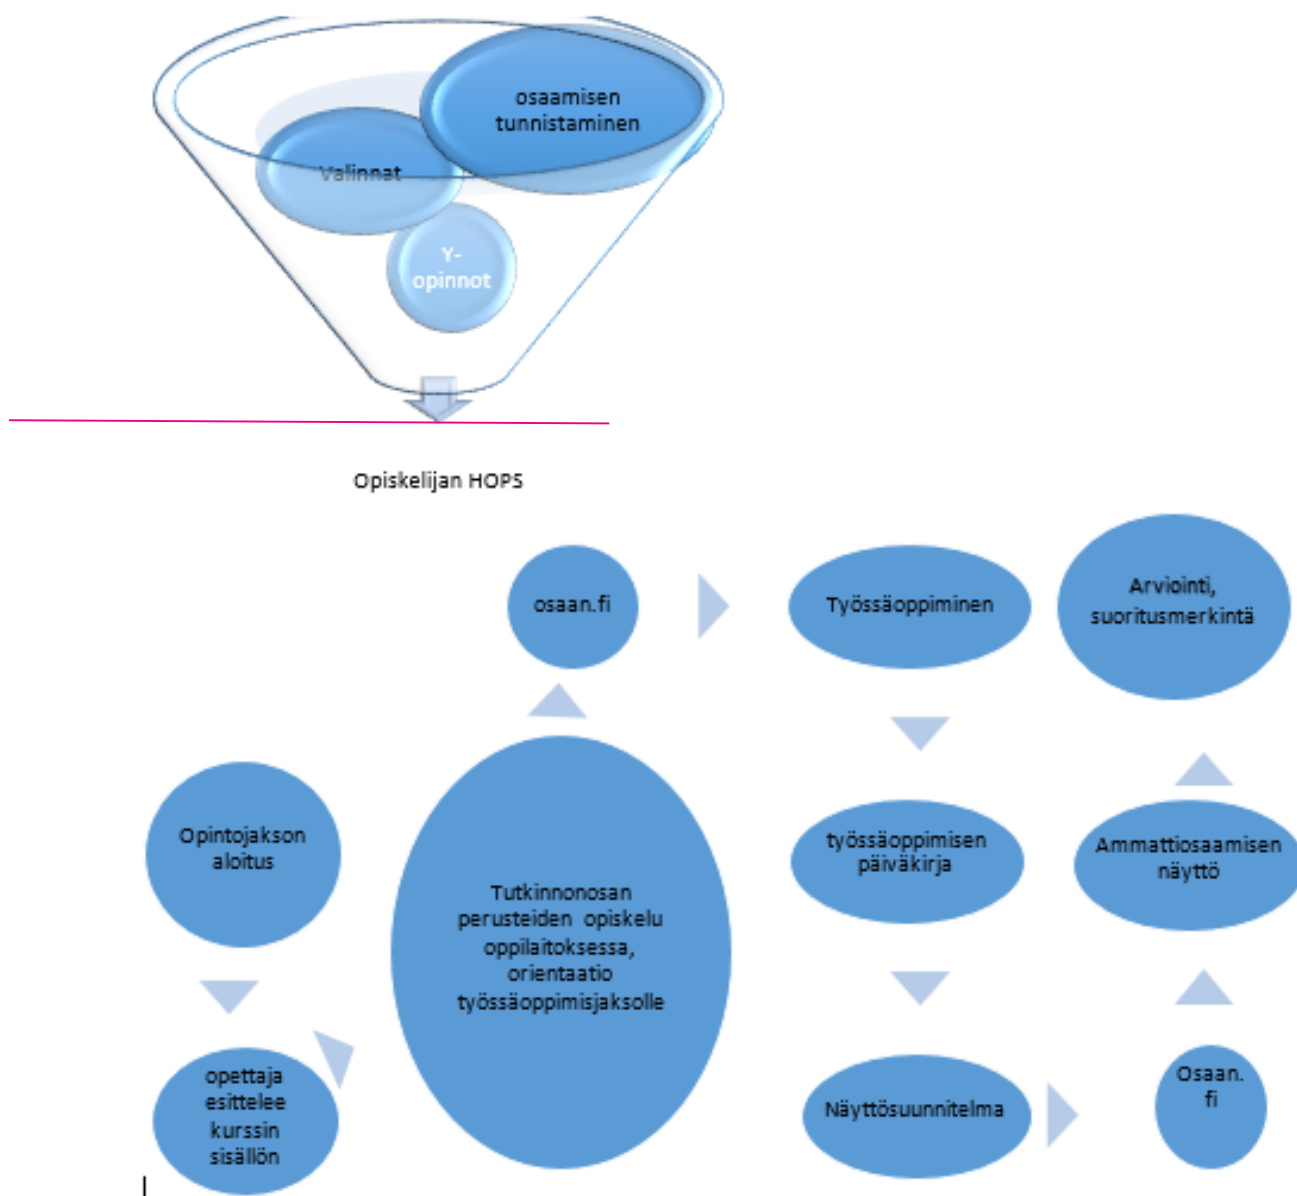 osaamisen
tunnistaminen
Valinnat
Y-
opinnot
Opiskelijan HOPS
osaan.fi
Työssäoppiminen
Arviointi,
suoritusmerkintä
Opintojakson
aloitus
Tutkinnonosan
perusteiden opiskelu
oppilaitoksessa,
orientaatio
työssäoppimisjaksolle
työssäoppimisen
päiväkirja
Ammattiosaamisen
näyttö
opettaja
esittelee
kurssin
sisällön
Näyttösuunnitelma
Osaan.
fi